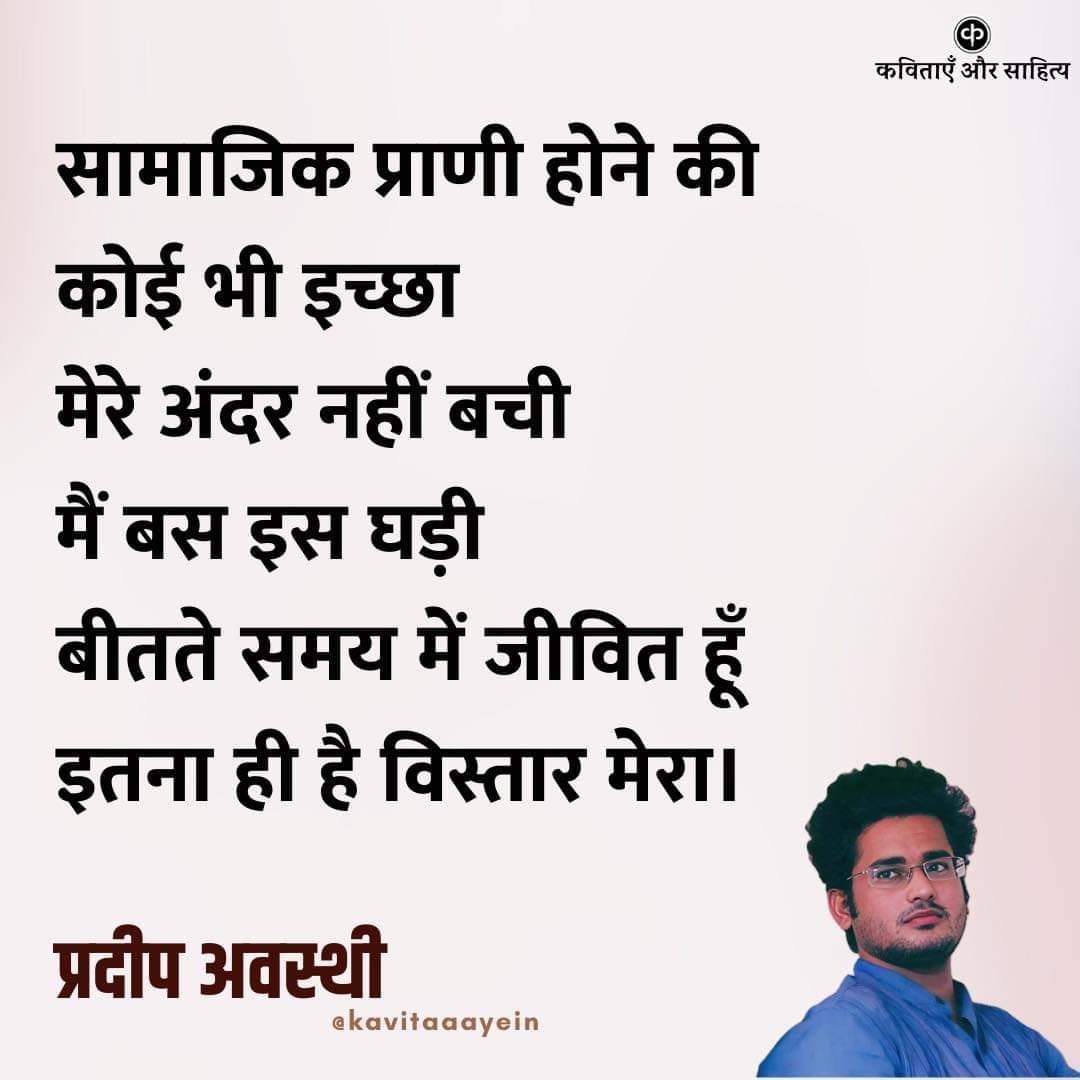 क
कविताएँ और साहित्य
सामाजिक प्राणी होने की
कोई भी इच्छा
मेरे अंदर नहीं बची
मैं बस इस घड़ी
बीतते समय में जीवित हूँ
इतना ही है विस्तार मेरा।
प्रदीप अवस्थी
@kavitaaayein